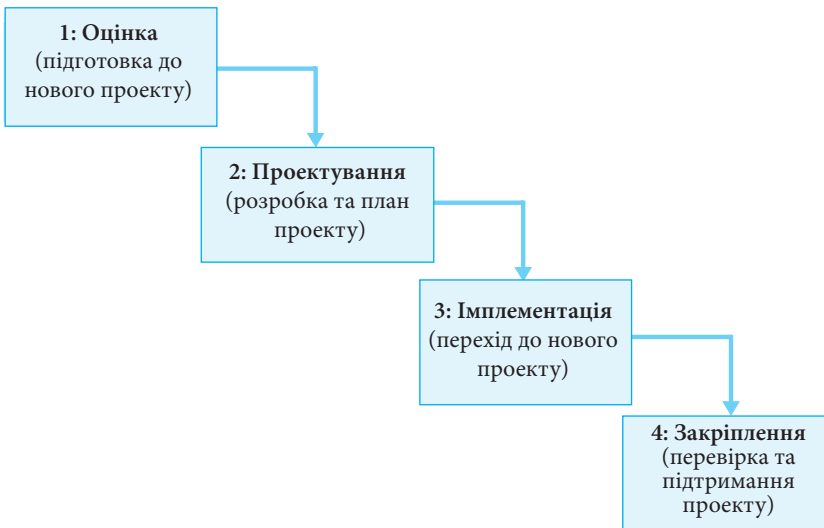 1: Оцінка
(підготовка до
нового проекту)
2: Проектування
(розробка та план
проекту)
3: Імплементація
(перехід до нового
проекту)
4: Закріплення
(перевірка та
підтримання
проекту)